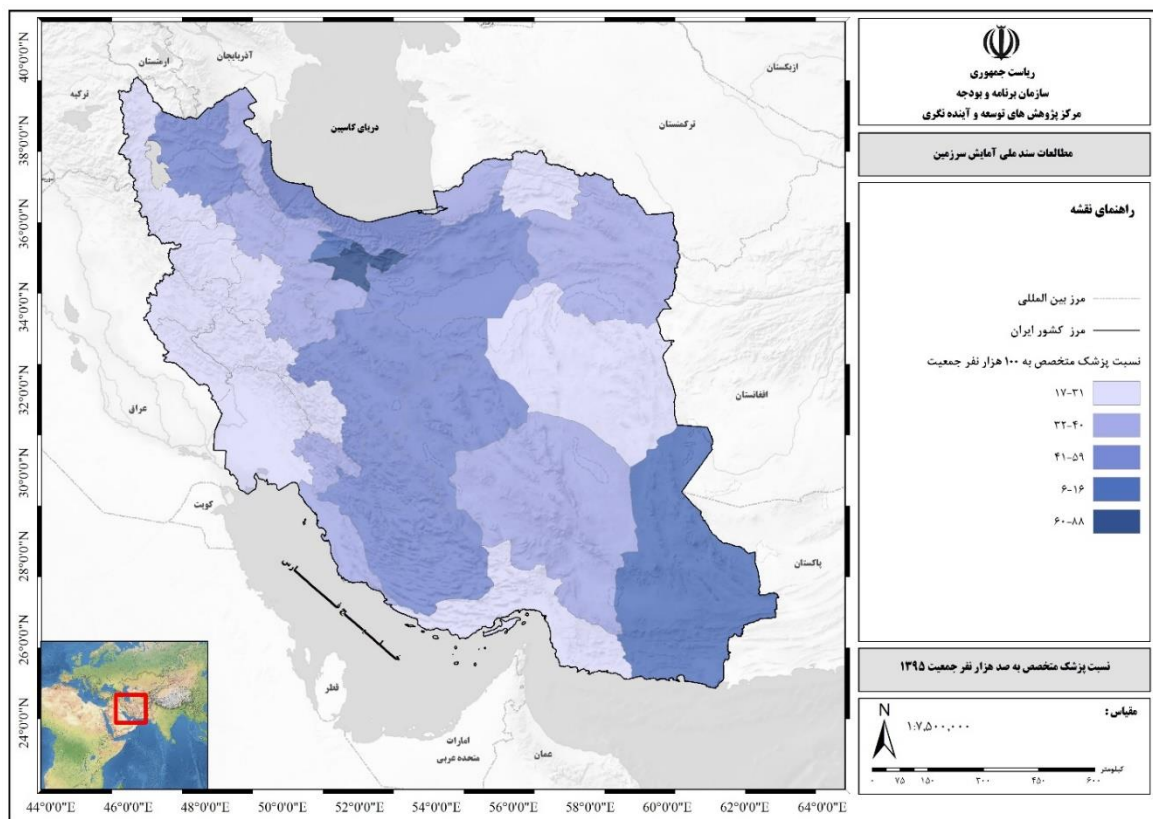 ریاست جمهوری
سازمان برنامه و بودجه
مرکز پژوهش های توسعه و آینده نگری
مطالعات سند ملی آمایش سرزمین
راهنمای نقشه
مرز بین المللی
مرز کشور ایران
نسبت پزشک متخصص به ۱۰۰ هزار نفر جمعیت
۱۷-۳۱
۳۲-۴۰
۴۱-۵۹
۶-۱۶
۶۰-۸۸
نسبت پزشک متخصص به صد هزار نفر جمعیت ۱۳۹۵
مقیاس :
N
۱:۷,۵۰۰,۰۰۰
کیلومتر
۰ ۷۵ ۱۵۰ ۳۰۰ ۴۵۰ ۶۰۰
آذربایجان
ارمنستان
ترکیه
دریای کاسپین
ازبکستان
ترکمنستان
افغانستان
پاکستان
عراق
کویت
قطر
امارات
متحده عربی
عمان
40°0'0"N
38°0'0"N
36°0'0"N
34°0'0"N
32°0'0"N
30°0'0"N
28°0'0"N
26°0'0"N
24°0'0"N
44°0'0"E 46°0'0"E 48°0'0"E 50°0'0"E 52°0'0"E 54°0'0"E 56°0'0"E 58°0'0"E 60°0'0"E 62°0'0"E 64°0'0"E